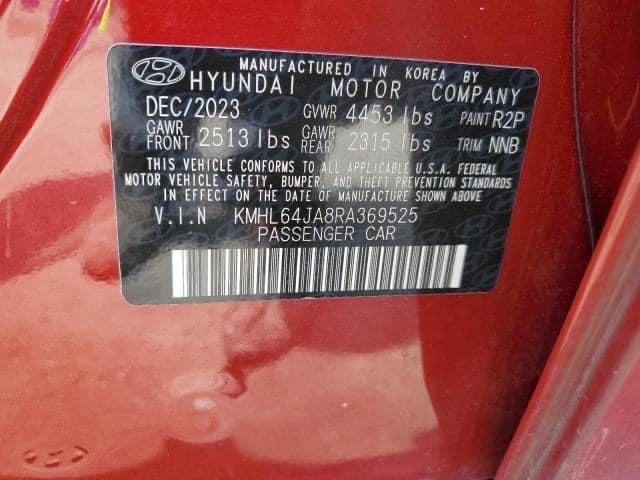 MANUFACTURED IN KOREA BY
HYUNDAI MOTOR COMPANY
DEC/2023 GVWR 4453 lbs PAINT R2P
GAWR FRONT 2513 lbs GAWR REAR 2315 lbs TRIM NNB
THIS VEHICLE CONFORMS TO ALL APPLICABLE U.S.A. FEDERAL
MOTOR VEHICLE SAFETY, BUMPER, AND THEFT PREVENTION STANDARDS
IN EFFECT ON THE DATE OF MANUFACTURE SHOWN ABOVE
V.I.N KMHL64JA8RA369525
PASSENGER CAR